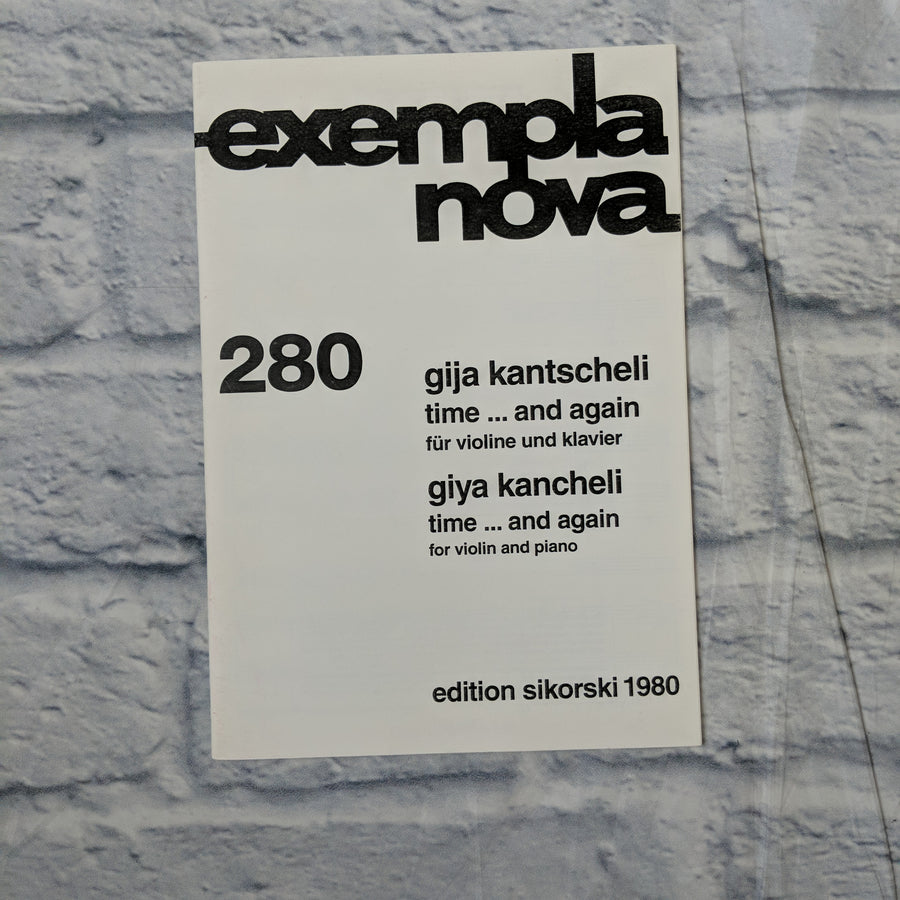 exempla
nova
280
gija kantscheli
time ... and again
für violine und klavier
giya kancheli
time ... and again
for violin and piano
edition sikorski 1980